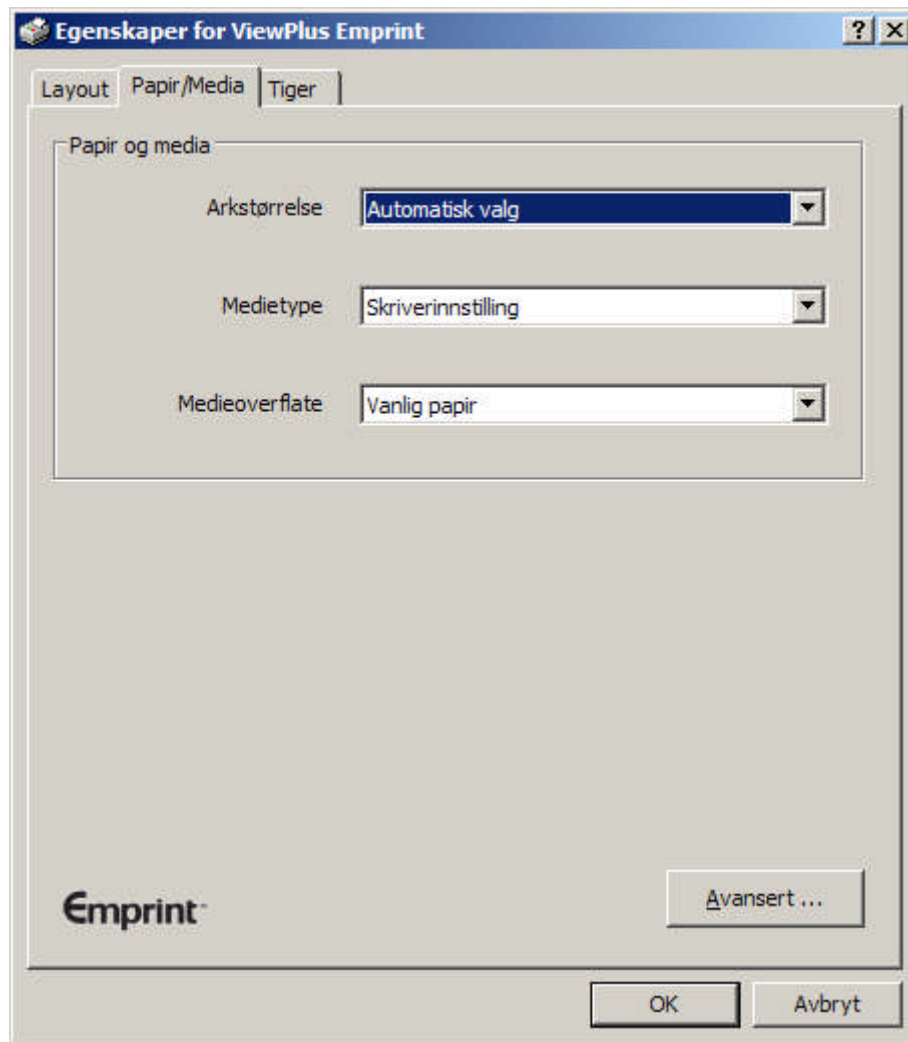 Egenskaper for ViewPlus Emprint
Layout Papir/Media Tiger
Papir og media
Arkstørrelse Automatisk valg
Medietype Skriverinnstilling
Medieoverflate Vanlig papir
Emprint™
Avansert ...
OK Avbryt